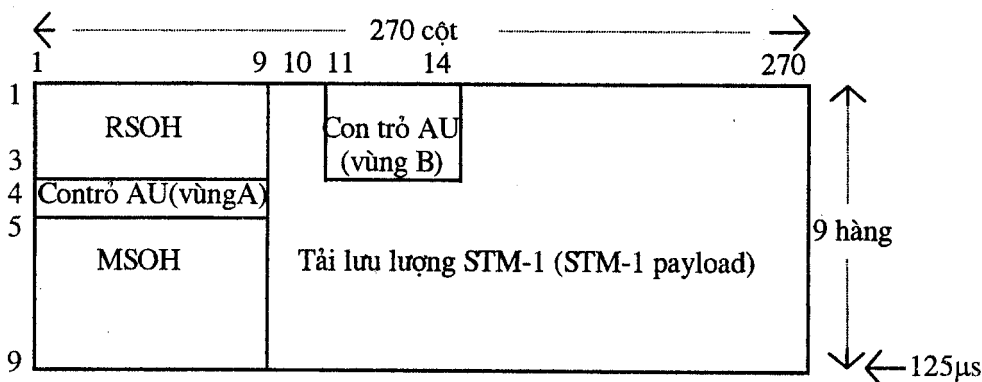 270 cột
1 9 10 11 14 270
1
RSOH
Con trỏ AU
(vùng B)
3
4
Contrỏ AU(vùngA)
5
9 hàng
MSOH
Tải lưu lượng STM-1 (STM-1 payload)
9
125µs